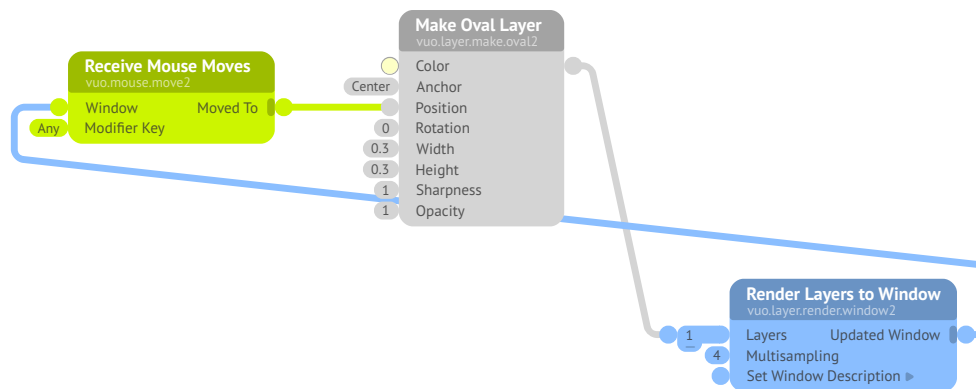 Receive Mouse Moves
vuo.mouse.move2
Window Moved To
Any Modifier Key
Make Oval Layer
vuo.layer.make.oval2
Color
Center Anchor
Position
0 Rotation
0.3 Width
0.3 Height
1 Sharpness
1 Opacity
Render Layers to Window
vuo.layer.render.window2
1 Layers Updated Window
4 Multisampling
Set Window Description